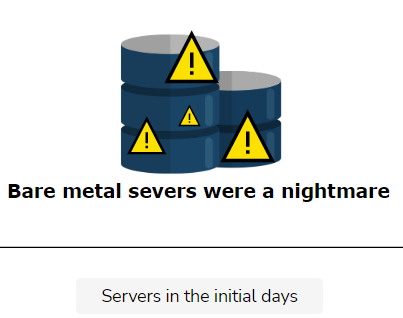 Bare metal severs were a nightmare
Servers in the initial days